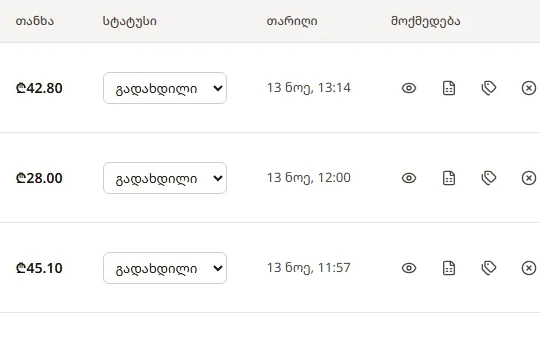 თანხა სტატუსი თარიღი მოქმედება
₾42.80 გადახდილი 13 ნოე, 13:14
₾28.00 გადახდილი 13 ნოე, 12:00
₾45.10 გადახდილი 13 ნოე, 11:57